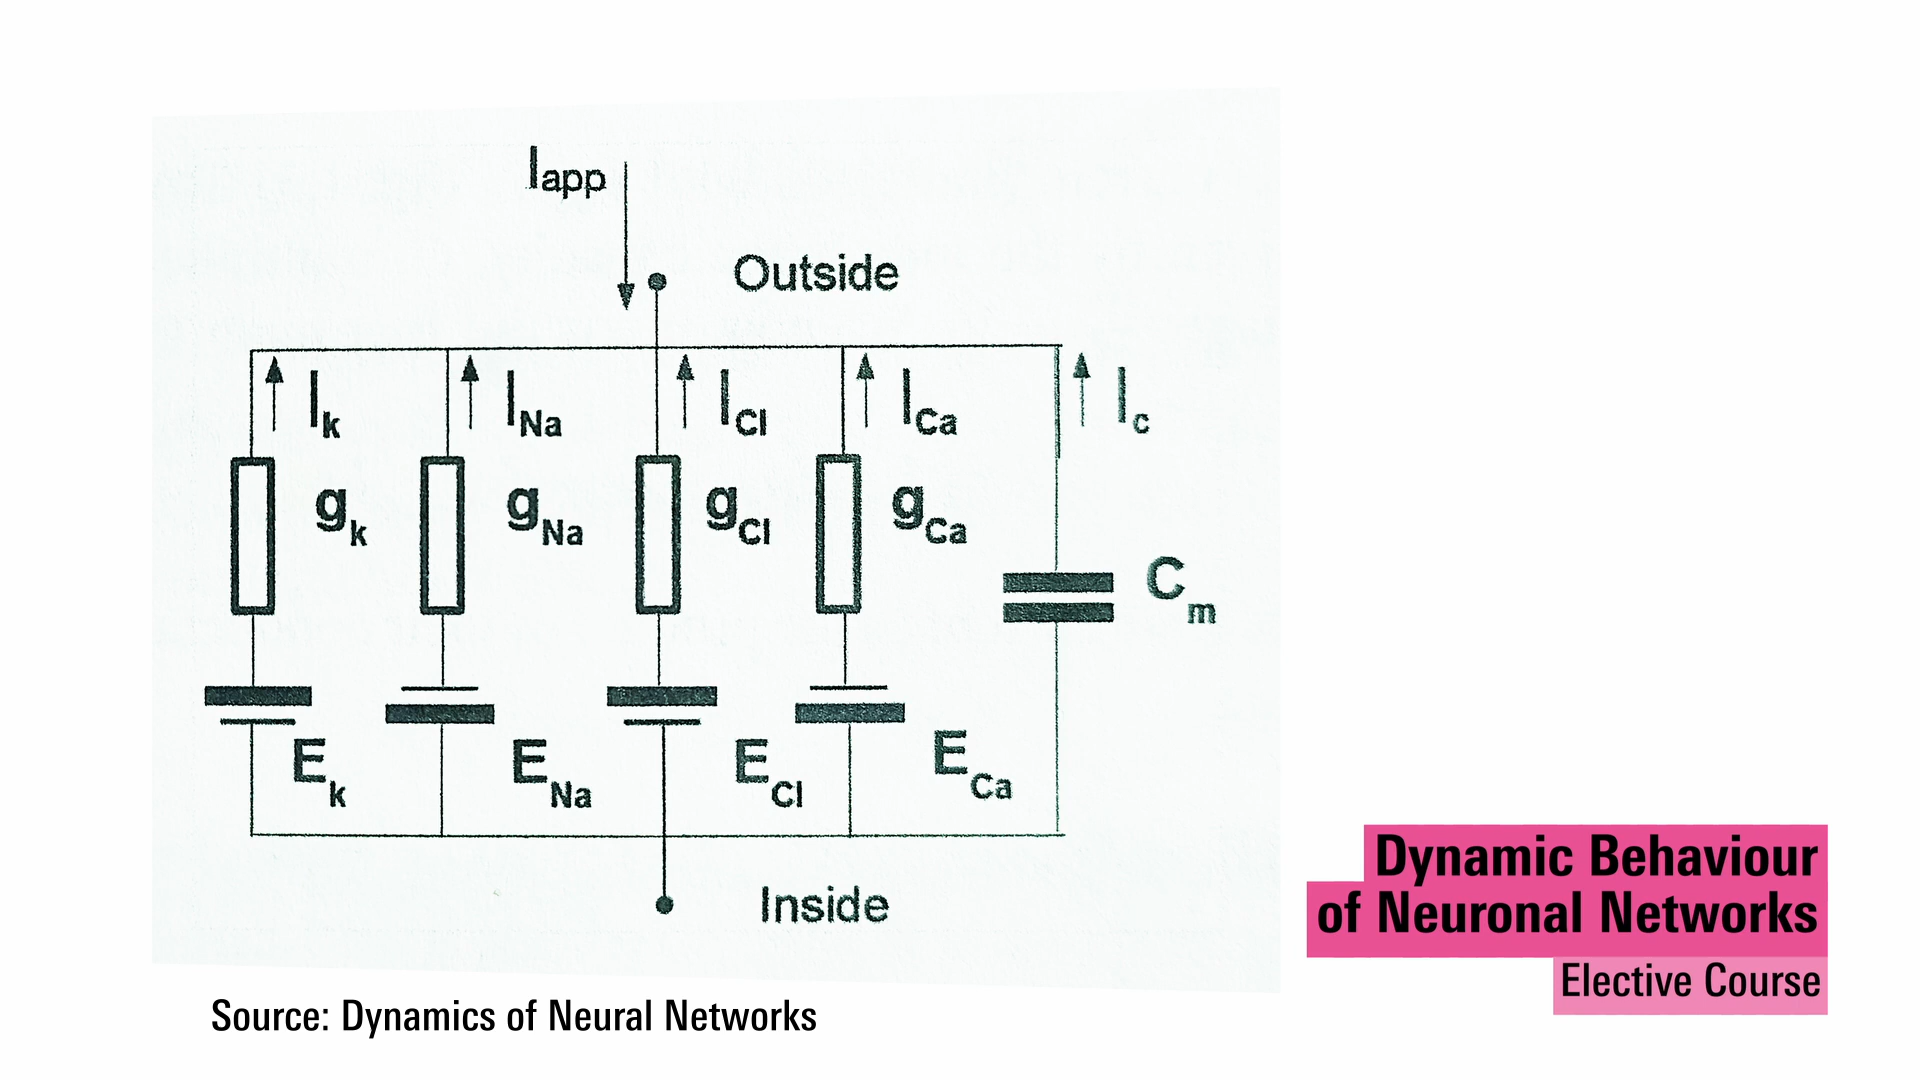 Iapp
Outside
Ik INa ICl ICa Ic
gk gNa gCl gCa
Cm
Ek ENa ECl ECa
Inside
Dynamic Behaviour
of Neuronal Networks
Elective Course
Source: Dynamics of Neural Networks